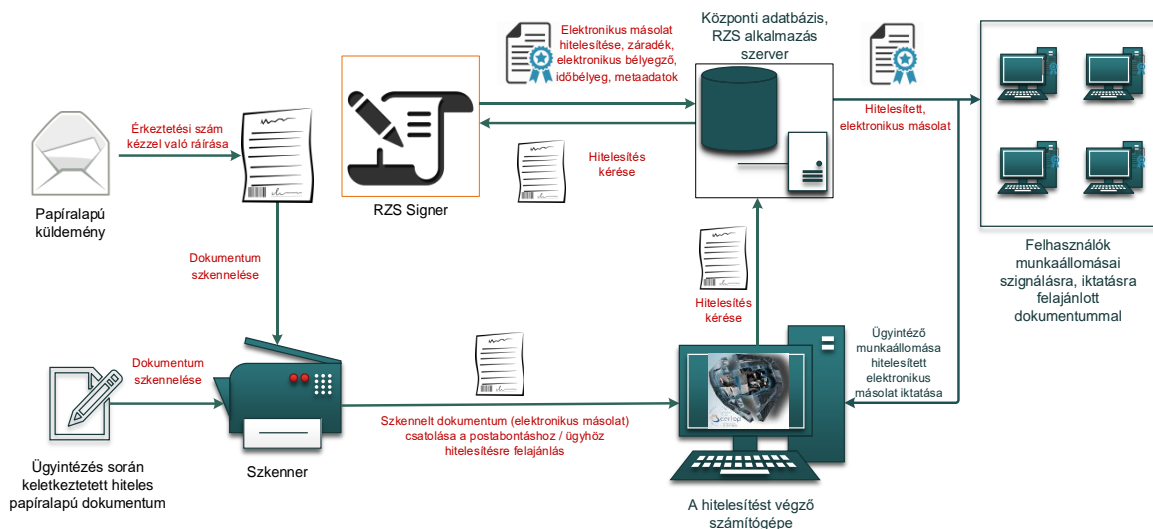 Elektronikus másolat
hitelesítése, záradék,
elektronikus bélyegző,
időbélyeg, metaadatok
Központi adatbázis,
RZS alkalmazás
szerver
Érkeztetési szám
kézzel való ráírása
Hitelesített,
elektronikus másolat
Hitelesítés
kérése
Papíralapú
küldemény
RZS Signer
Felhasználók
munkaállomásai
szignálásra, iktatásra
felajánlott
dokumentummal
Dokumentum
szkennelése
Hitelesítés
kérése
Ügyintéző
munkaállomása
hitelesített
elektronikus
másolat iktatása
Dokumentum
szkennelése
Szkennelt dokumentum (elektronikus másolat)
csatolása a postabontáshoz / ügyhöz
hitelesítésre felajánlás
Szkenner
Ügyintézés során
keletkeztetett hiteles
papíralapú dokumentum
A hitelesítést végző
számítógépe